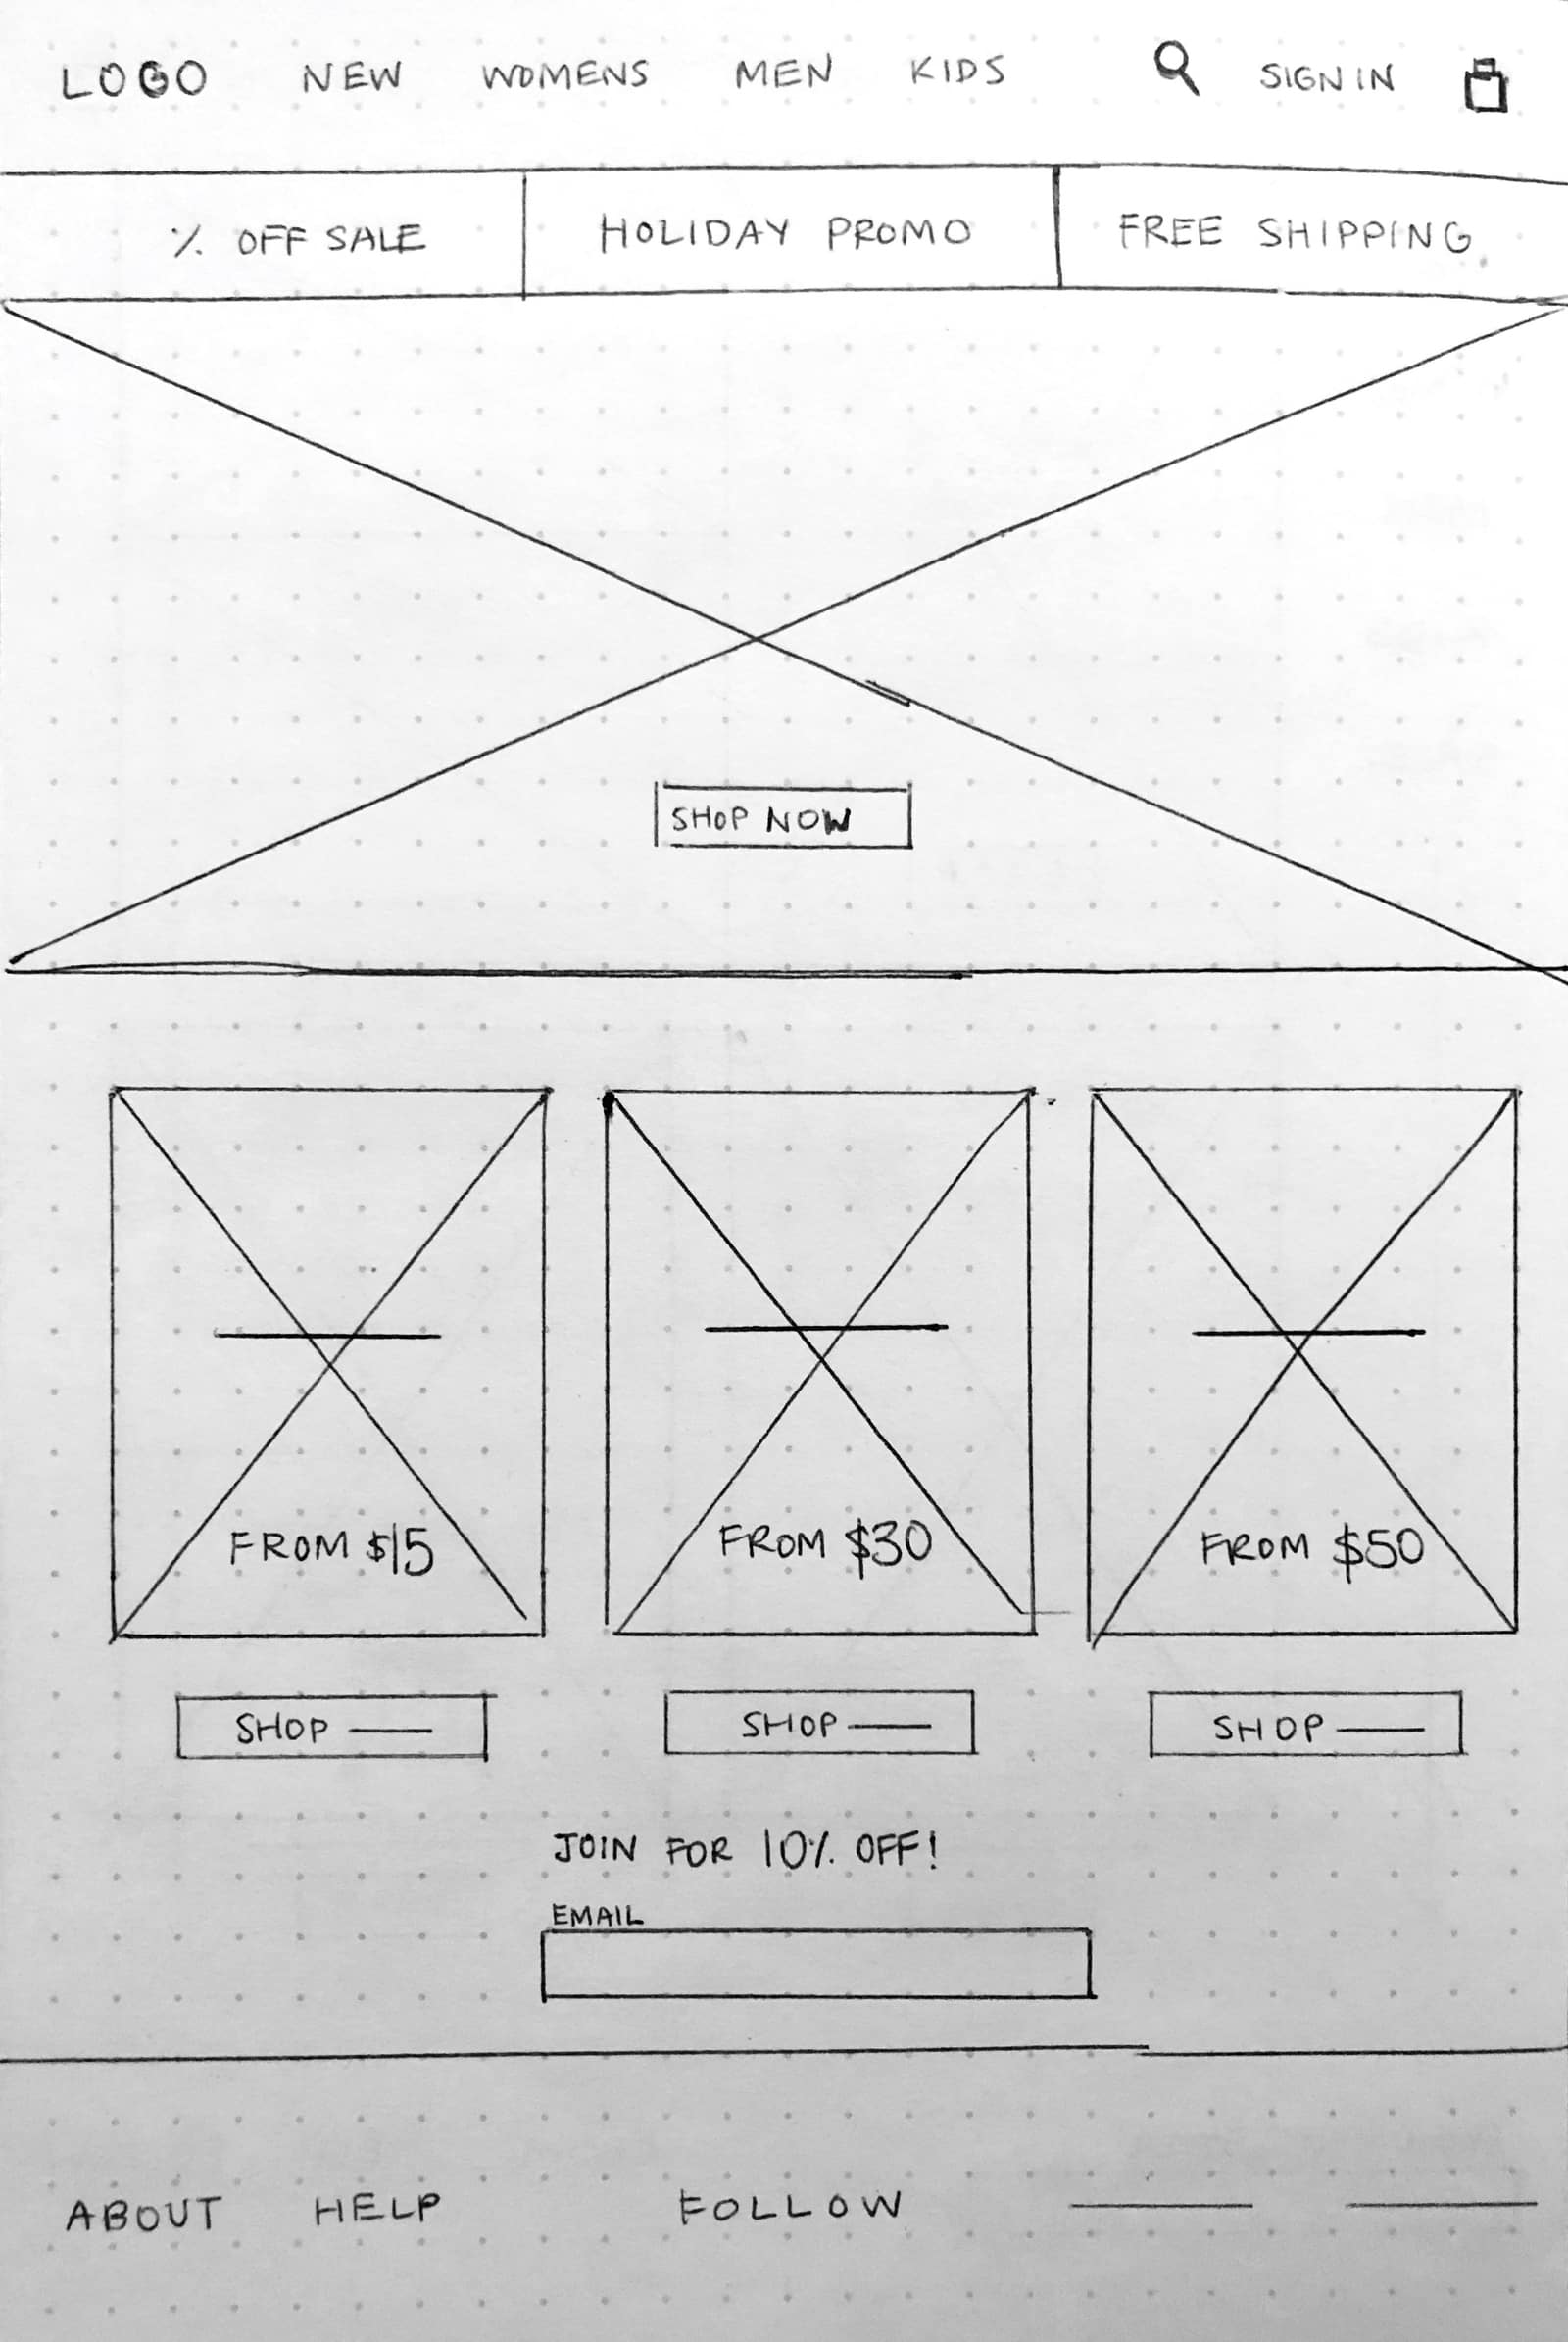 LOGO NEW WOMENS MEN KIDS SIGN IN
% OFF SALE HOLIDAY PROMO FREE SHIPPING
SHOP NOW
FROM $15 FROM $30 FROM $50
SHOP SHOP SHOP
JOIN FOR 10% OFF!
EMAIL
ABOUT HELP FOLLOW